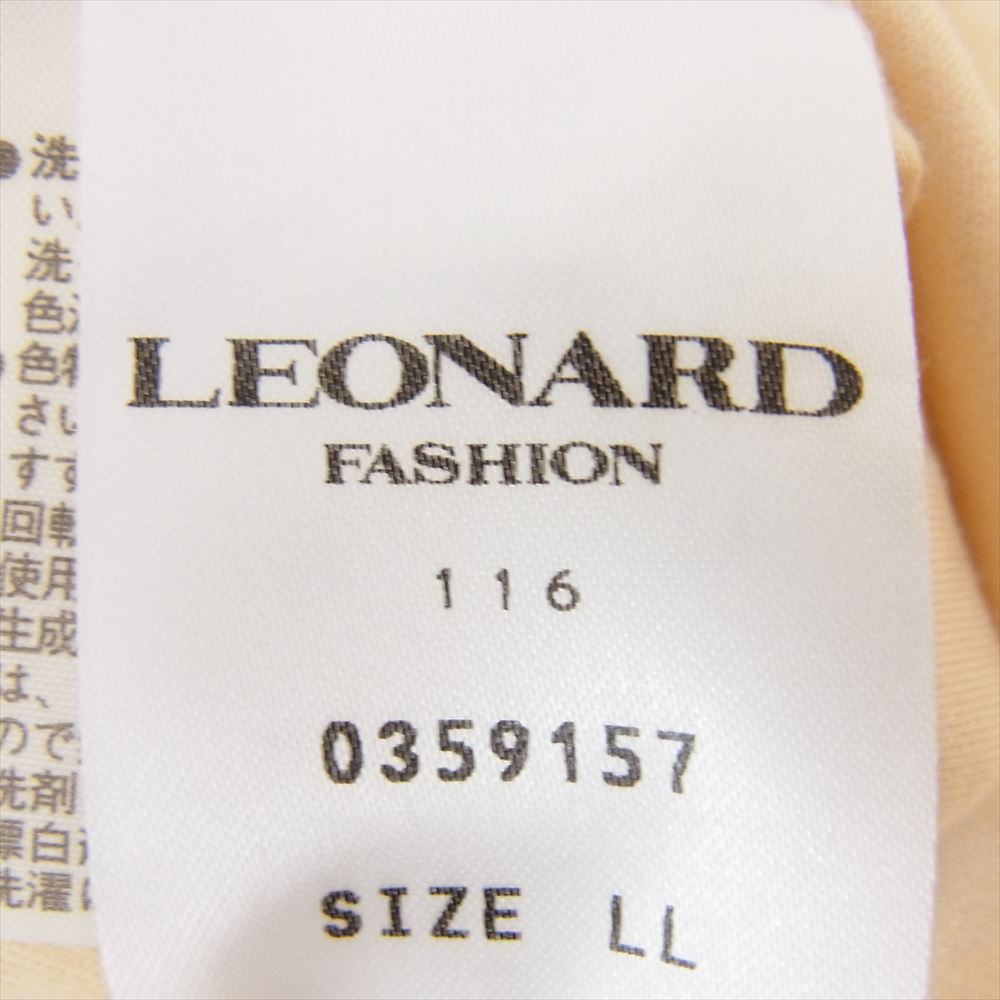 LEONARD
FASHION
116
0359157
SIZE LL
洗
い
洗
色
色
さ
すす
回転
使用
生成
は、
ので
洗剤
漂白
洗濯